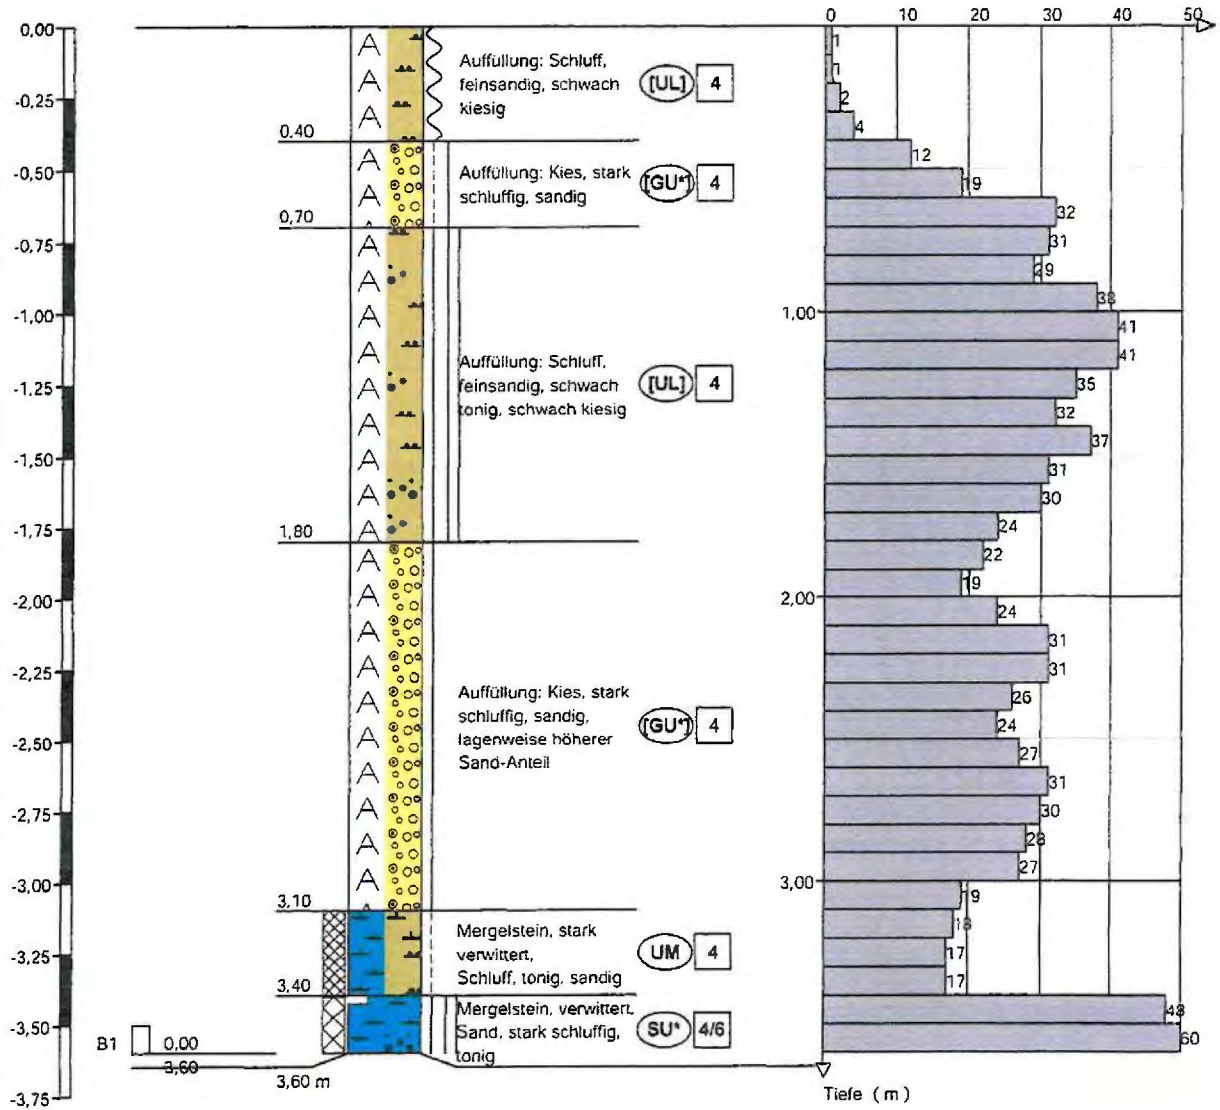 0 10 20 30 40 50
0,00
-0,25
-0,50
-0,75
-1,00
-1,25
-1,50
-1,75
-2,00
-2,25
-2,50
-2,75
-3,00
-3,25
-3,50
-3,75
Auffüllung: Schluff,
feinsandig, schwach
kiesig
[UL] 4
0.40
Auffüllung: Kies, stark
schluffig, sandig
[GU*] 4
0,70
Auffüllung: Schluff,
feinsandig, schwach
tonig, schwach kiesig
[UL] 4
1,80
Auffüllung: Kies, stark
schluffig, sandig,
lagenweise höherer
Sand-Anteil
[GU*] 4
3,10
Mergelstein, stark
verwittert,
Schluff, tonig, sandig
UM 4
3,40
Mergelstein, verwittert,
Sand, stark schluffig,
tonig
SU* 4/6
B1 0,00
3,60
3,60 m
1
1
2
4
12
19
32
31
29
38
1,00
41
41
35
32
37
31
30
24
22
19
2,00
24
31
31
26
24
27
31
30
28
27
3,00
19
18
17
17
48
60
Tiefe (m)